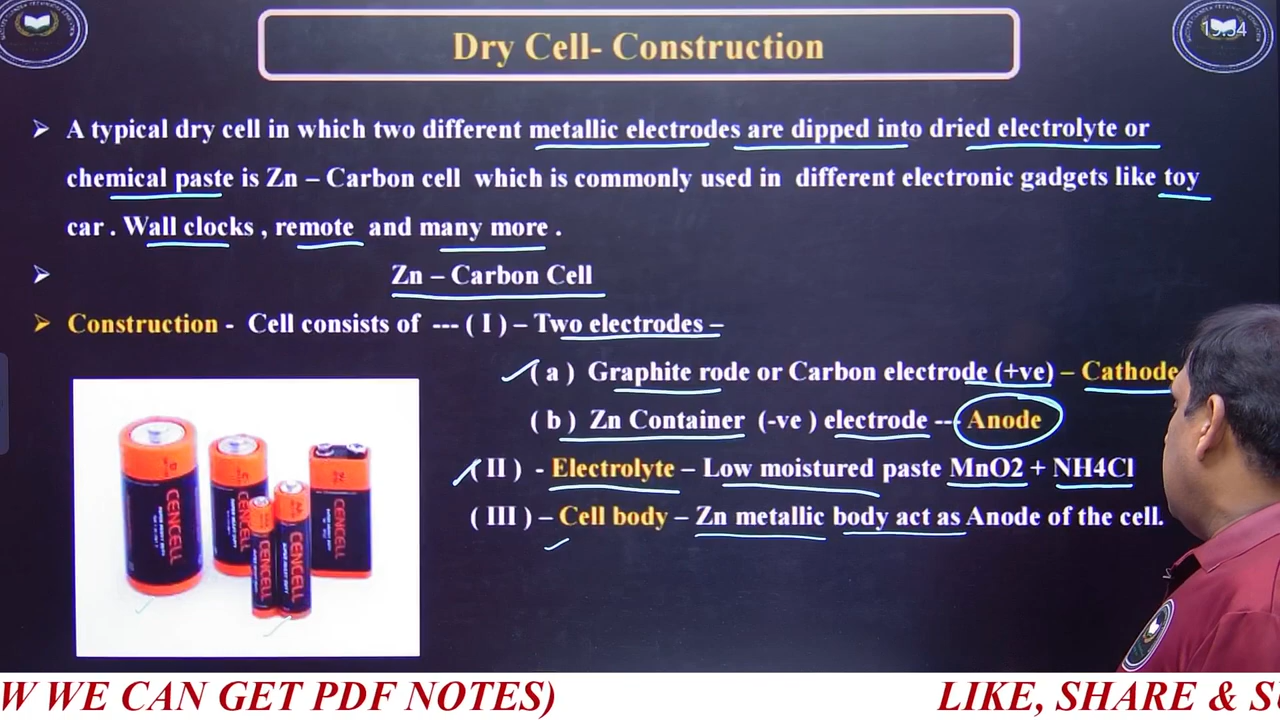 Dry Cell- Construction
19:54
➤ A typical dry cell in which two different metallic electrodes are dipped into dried electrolyte or
chemical paste is Zn – Carbon cell which is commonly used in different electronic gadgets like toy
car . Wall clocks , remote and many more .
➤ Zn – Carbon Cell
➤ Construction - Cell consists of --- ( I ) – Two electrodes –
( a ) Graphite rode or Carbon electrode (+ve) – Cathode
( b ) Zn Container (-ve ) electrode --- Anode
( II ) - Electrolyte – Low moistured paste MnO2 + NH4Cl
( III ) – Cell body – Zn metallic body act as Anode of the cell.
CENCELL
CENCELL
CENCELL
CENCELL
CENCELL
W WE CAN GET PDF NOTES)
LIKE, SHARE & SU